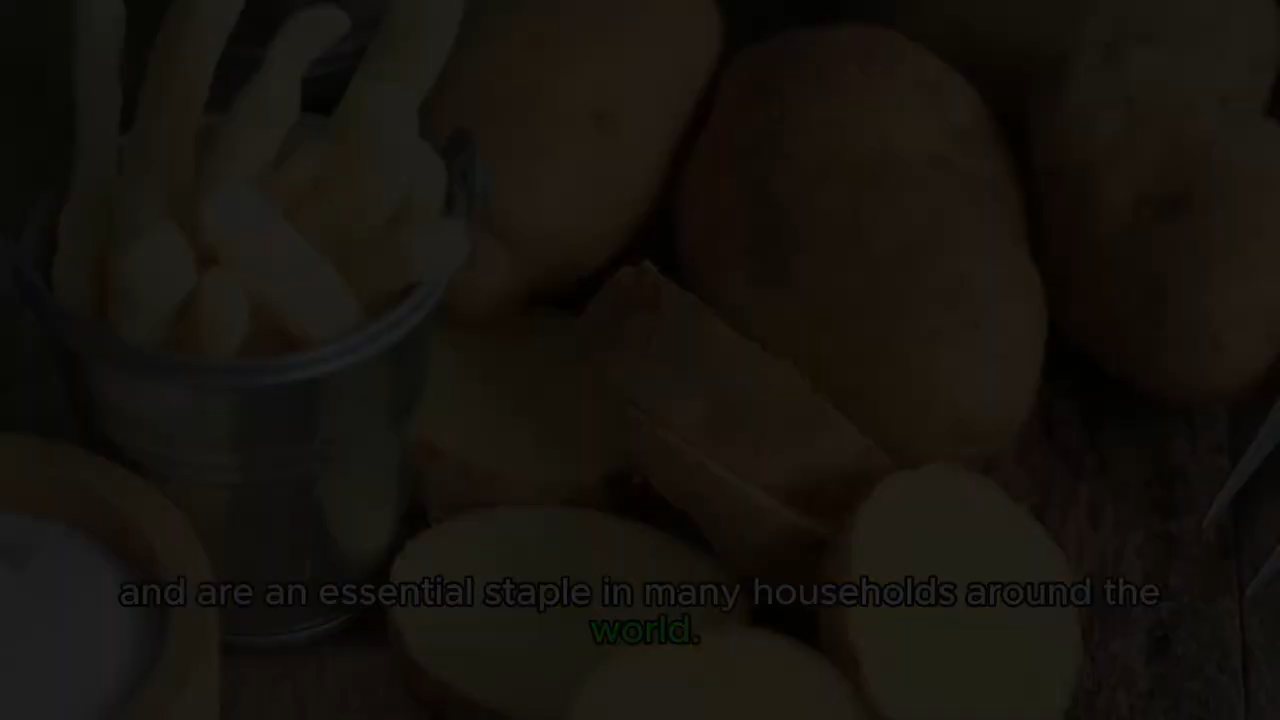 and are an essential staple in many households around the
world.